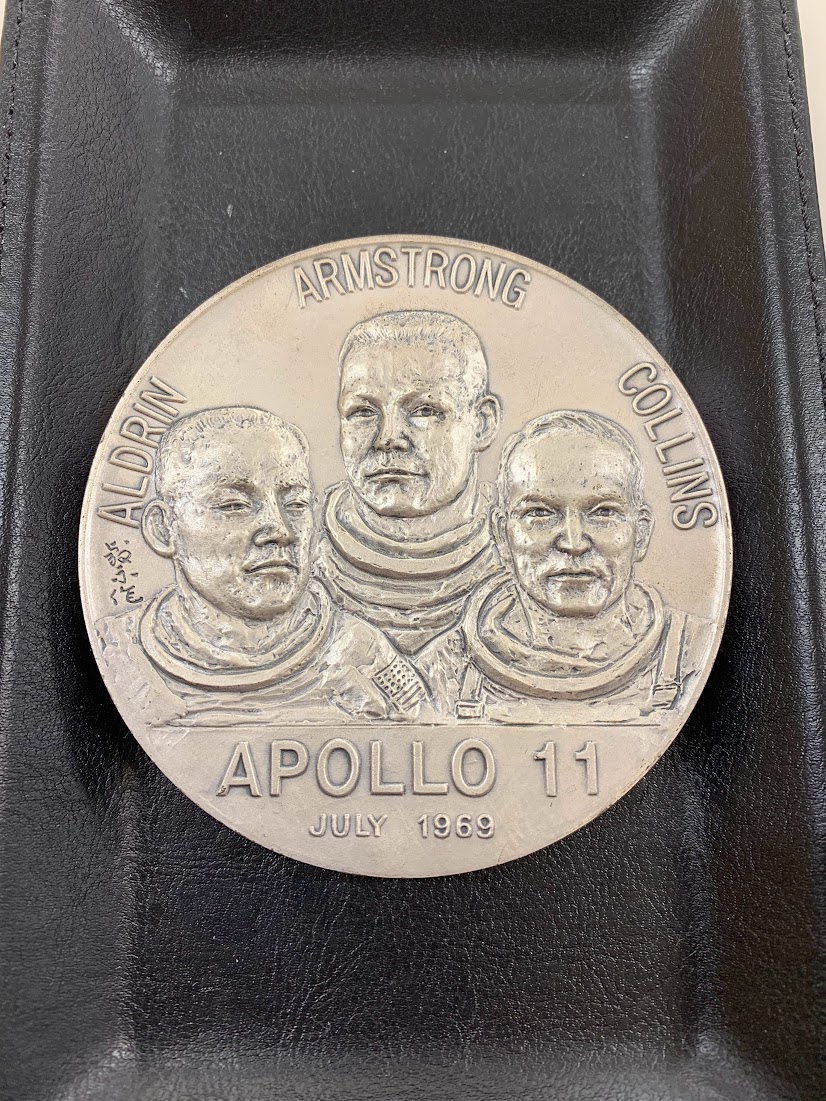 ARMSTRONG
ALDRIN
COLLINS
APOLLO 11
JULY 1969